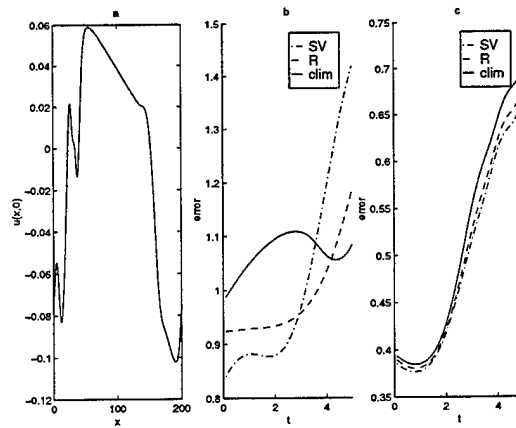 a
0.06
0.04
0.02
0
-0.02
-0.04
-0.06
-0.08
-0.1
-0.12
u(x,0)
0
100
200
x
b
SV
R
clim
1.5
1.4
1.3
1.2
1.1
1
0.9
0.8
error
0
2
4
t
c
SV
R
clim
0.75
0.7
0.65
0.6
0.55
0.5
0.45
0.4
0.35
error
0
2
4
t